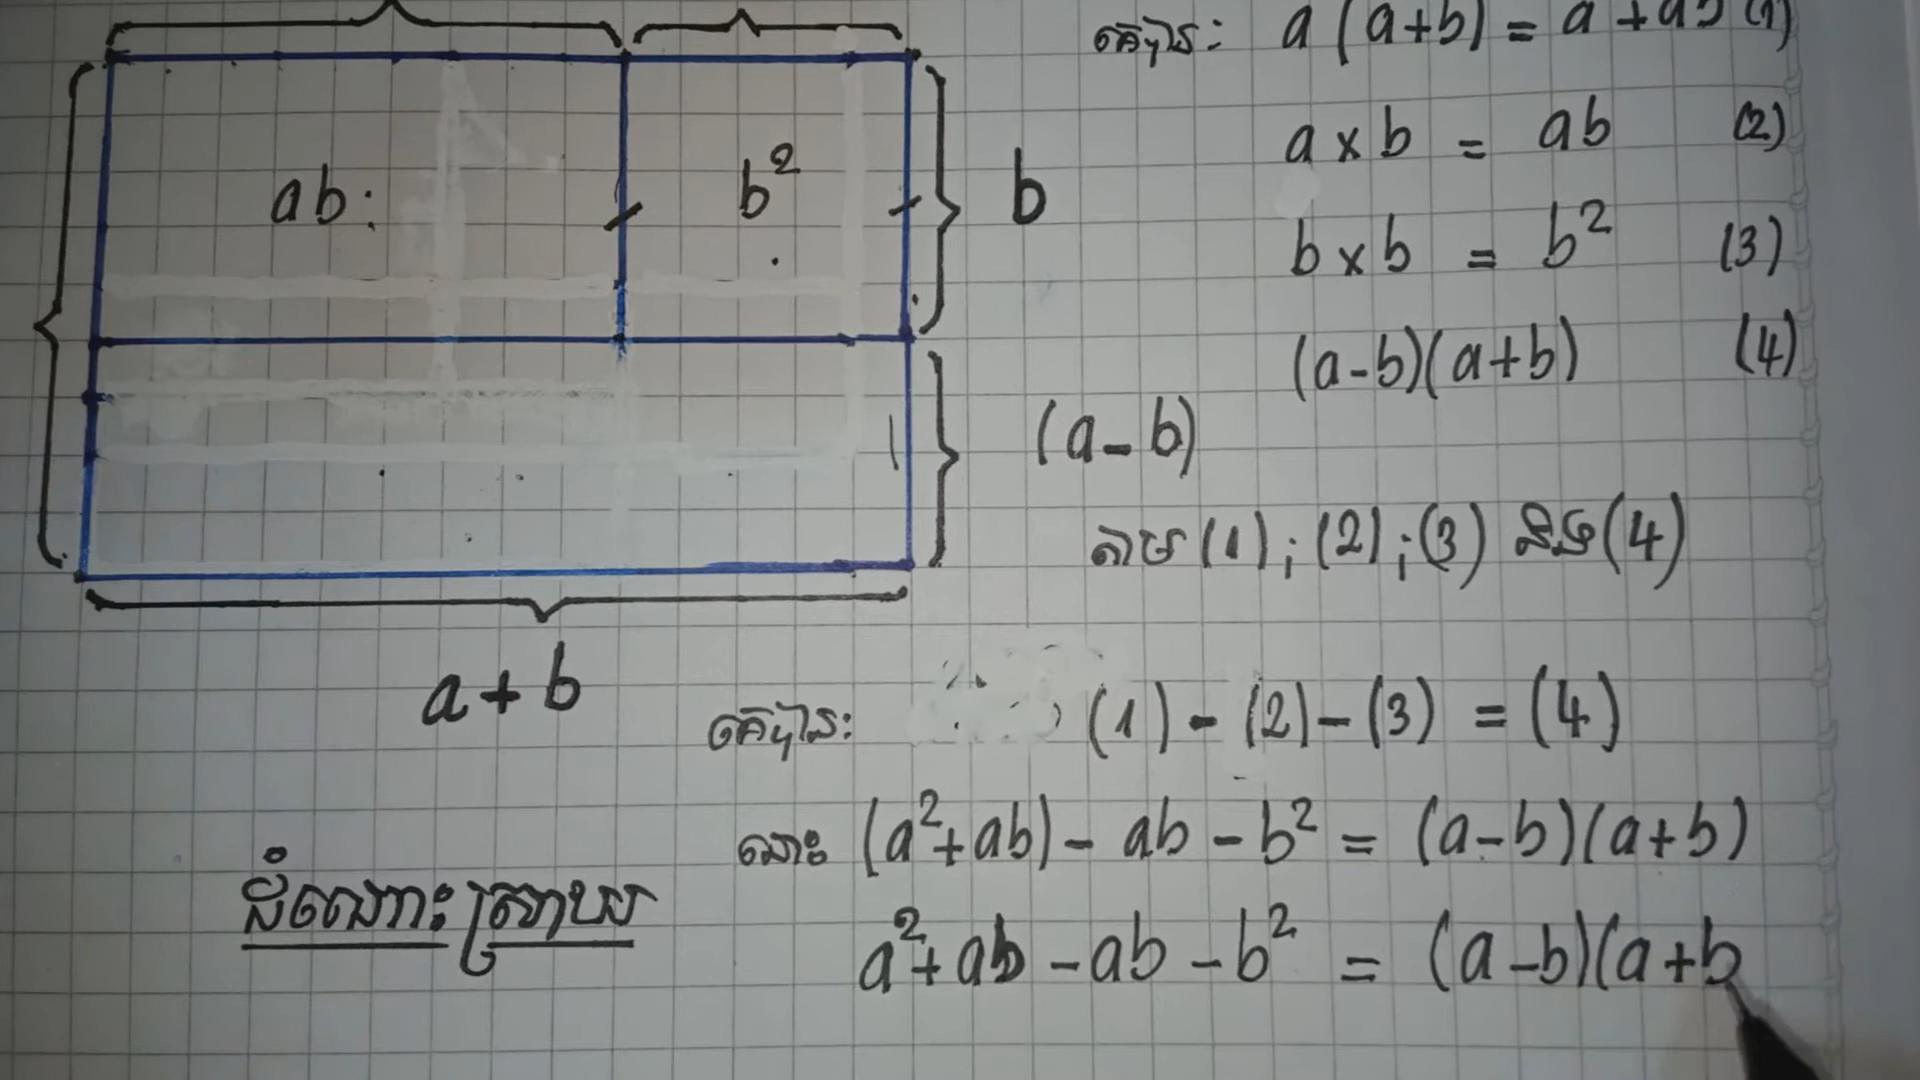 គេបាន: a(a+b) = a²+ab (1)
a×b = ab (2)
b×b = b² (3)
(a-b)(a+b) (4)
ab:
b²
b
(a-b)
a+b
តាម (1);(2);(3) និង (4)
គេបាន: (1)-(2)-(3) = (4)
នោះ (a²+ab)-ab-b² = (a-b)(a+b)
a²+ab-ab-b² = (a-b)(a+b
ដំណោះស្រាយ